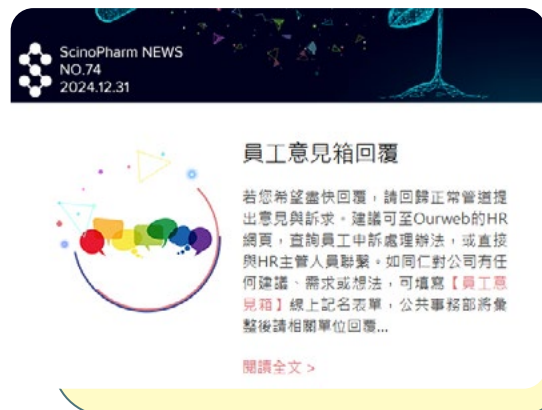 ScinoPharm NEWS
NO.74
2024.12.31
員工意見箱回覆
若您希望盡快回覆，請回歸正常管道提
出意見與訴求。建議可至Ourweb的HR
網頁，查詢員工申訴處理辦法，或直接
與HR主管人員聯繫。如同仁對公司有任
何建議、需求或想法，可填寫【員工意
見箱】線上記名表單，公共事務部將彙
整後請相關單位回覆...
閱讀全文 >